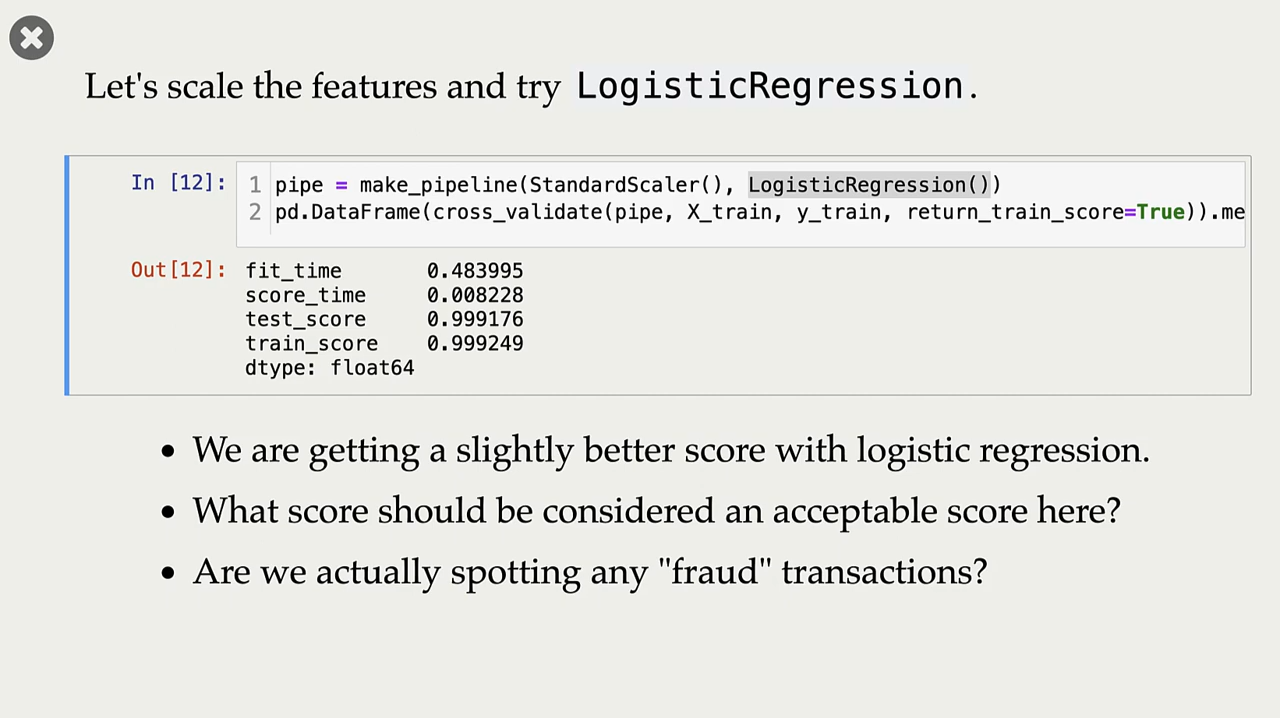 Let's scale the features and try LogisticRegression.
In [12]:
1 pipe = make_pipeline(StandardScaler(), LogisticRegression())
2 pd.DataFrame(cross_validate(pipe, X_train, y_train, return_train_score=True)).me
Out[12]:
fit_time 0.483995
score_time 0.008228
test_score 0.999176
train_score 0.999249
dtype: float64
• We are getting a slightly better score with logistic regression.
• What score should be considered an acceptable score here?
• Are we actually spotting any "fraud" transactions?